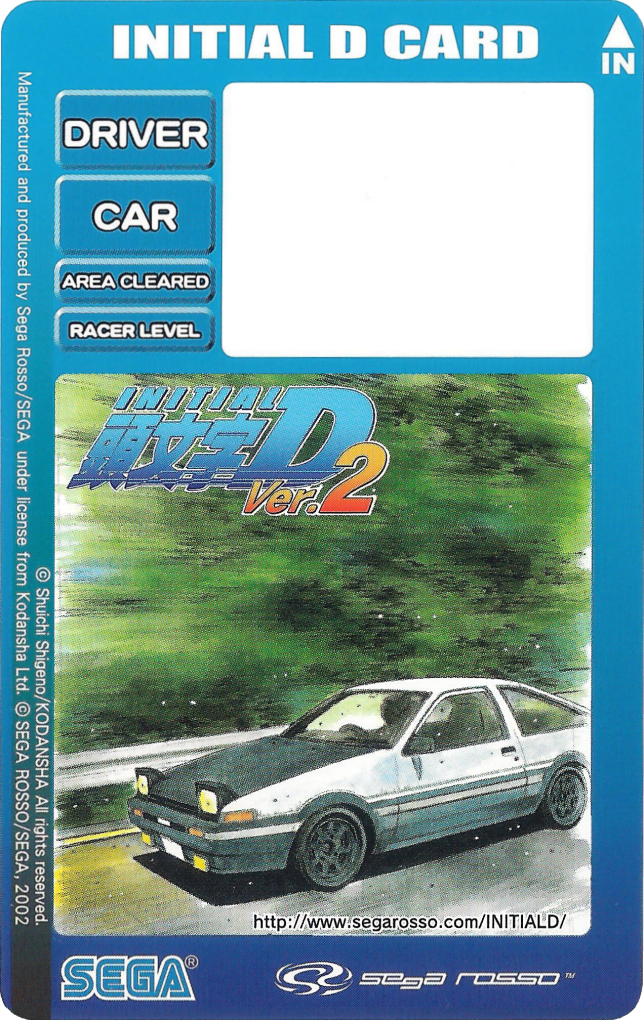 INITIAL D CARD
IN
DRIVER
CAR
AREA CLEARED
RACER LEVEL
INITIAL
頭文字D
Ver.2
http://www.segarosso.com/INITIALD/
SEGA®
sega rosso™
Manufactured and produced by Sega Rosso/SEGA under license from Kodansha Ltd. © SEGA ROSSO/SEGA, 2002
© Shuichi Shigeno/KODANSHA All rights reserved.